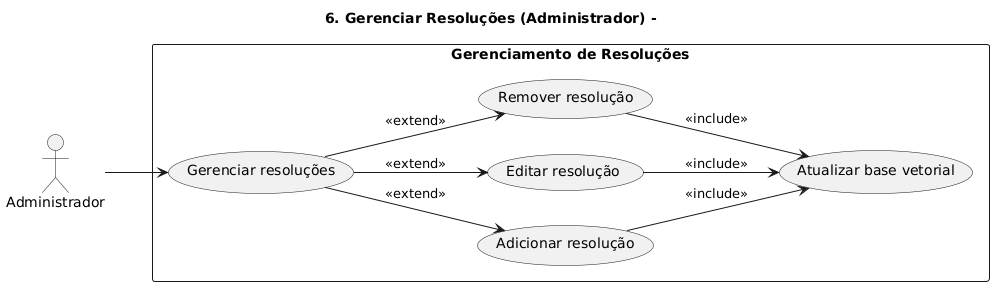 6. Gerenciar Resoluções (Administrador) -
Gerenciamento de Resoluções
Remover resolução
«extend»
«include»
Gerenciar resoluções
«extend»
Editar resolução
«include»
Atualizar base vetorial
Administrador
«extend»
«include»
Adicionar resolução